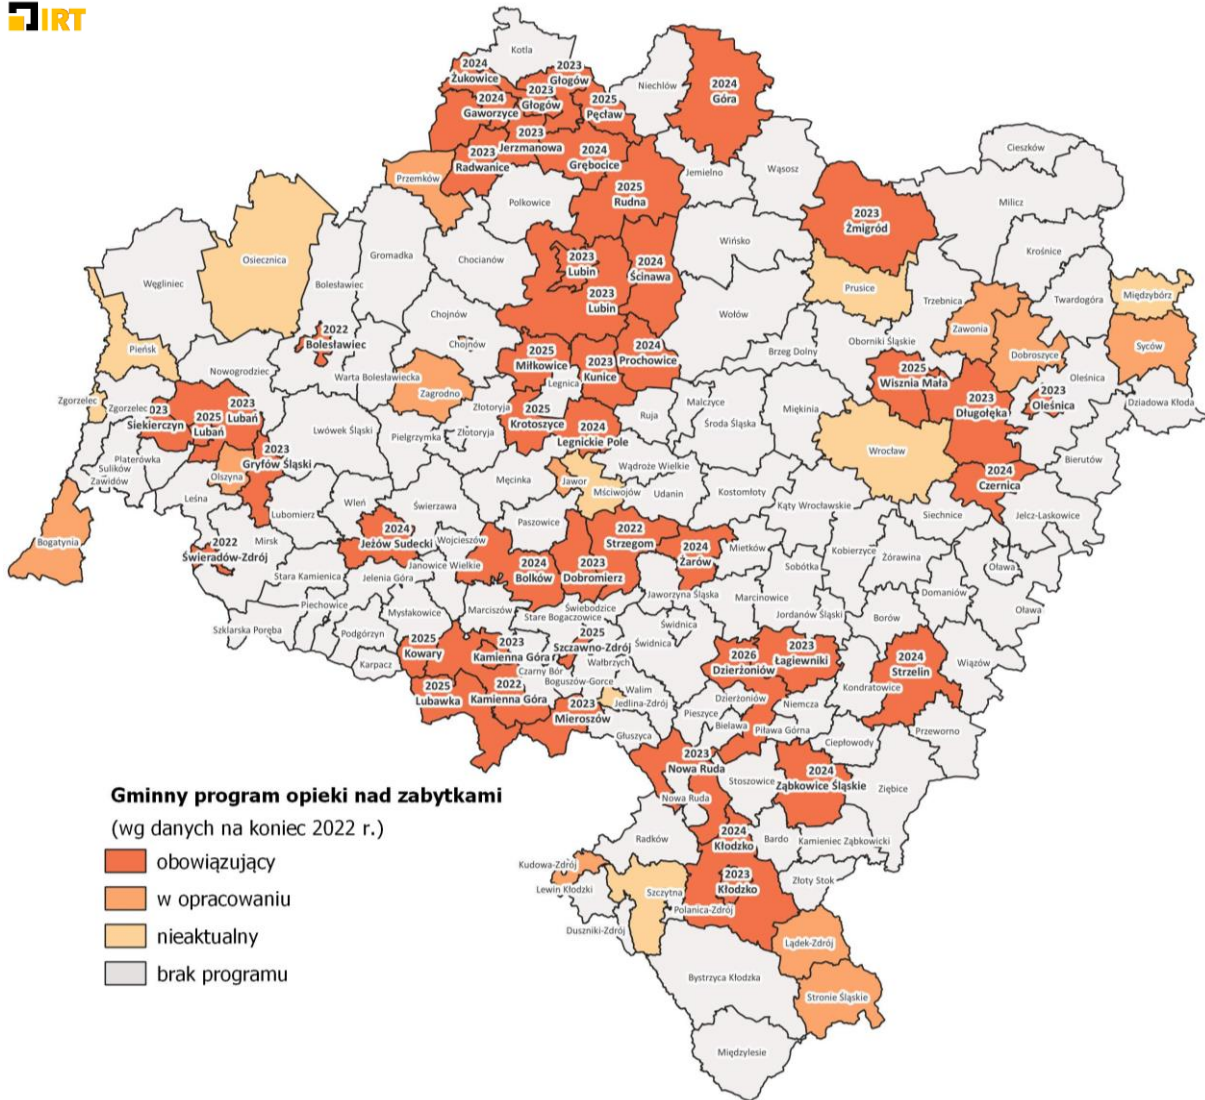 IRT
Kotla
2024
Żukowice
2023
Głogów
2023
Głogów
2024
Gaworzyce
2025
Pęcław
Niechlów
2024
Góra
2023
Jerzmanowa
2023
Radwanice
2024
Grębocice
Przemków
Polkowice
2025
Rudna
Jemielno
Wąsosz
Cieszków
Milicz
2023
Żmigród
Krośnice
Osiecznica
Węgliniec
Bolesławiec
Gromadka
Chocianów
2023
Lubin
2023
Lubin
2024
Ścinawa
Wińsko
Prusice
Trzebnica
Twardogóra
Międzybórz
Syców
Zawonia
Dobroszyce
Wołów
Chojnów
Chojnów
2022
Bolesławiec
Pieńsk
Nowogrodziec
Warta Bolesławiecka
Zagrodno
2025
Miłkowice
Legnica
2023
Kunice
2024
Prochowice
Brzeg Dolny
Oborniki Śląskie
2025
Wisznia Mała
2023
Długołęka
Oleśnica
2023
Oleśnica
Dziadowa Kłoda
Zgorzelec
Zgorzelec
023
Siekierczyn
2025
Lubań
2023
Lubań
Lwówek Śląski
Pielgrzymka
Złotoryja
Złotoryja
2025
Krotoszyce
2024
Legnickie Pole
Ruja
Malczyce
Środa Śląska
Miękinia
Wrocław
Bierutów
2024
Czernica
Platerówka
Sulików
Zawidów
2023
Gryfów Śląski
Olszyna
Leśna
Lubomierz
Wleń
Świerzawa
Męcinka
Jawor
Mściwojów
Wądroże Wielkie
Udanin
Kostomłoty
Kąty Wrocławskie
Siechnice
Jelcz-Laskowice
Bogatynia
2022
Świeradów-Zdrój
Mirsk
2024
Jeżów Sudecki
Wojcieszów
Paszowice
2022
Strzegom
2024
Żarów
Mietków
Sobótka
Kobierzyce
Żórawina
Oława
Oława
Domaniów
Stara Kamienica
Jelenia Góra
Janowice Wielkie
2024
Bolków
2023
Dobromierz
Jaworzyna Śląska
Marcinowice
Jordanów Śląski
Borów
Piechowice
Szklarska Poręba
Podgórzyn
Karpacz
Mysłakowice
Marciszów
Świebodzice
Stare Bogaczowice
Świdnica
Świdnica
2025
Kowary
2023
Kamienna Góra
2025
Szczawno-Zdrój
Wałbrzych
Czarny Bór
Boguszów-Gorce
2025
Lubawka
2022
Kamienna Góra
2023
Mieroszów
Walim
Jedlina-Zdrój
Głuszyca
2026
Dzierżoniów
Dzierżoniów
2023
Łagiewniki
2024
Strzelin
Wiązów
Kondratowice
Niemcza
Pieszyce
Bielawa
Piława Górna
Ciepłowody
Przeworno
2023
Nowa Ruda
Nowa Ruda
Stoszowice
2024
Ząbkowice Śląskie
Ziębice
Radków
2024
Kłodzko
Bardo
Kamieniec Ząbkowicki
Kudowa-Zdrój
Lewin Kłodzki
Duszniki-Zdrój
Szczytna
Polanica-Zdrój
2023
Kłodzko
Złoty Stok
Lądek-Zdrój
Bystrzyca Kłodzka
Stronie Śląskie
Międzylesie
Gminny program opieki nad zabytkami
(wg danych na koniec 2022 r.)
obowiązujący
w opracowaniu
nieaktualny
brak programu